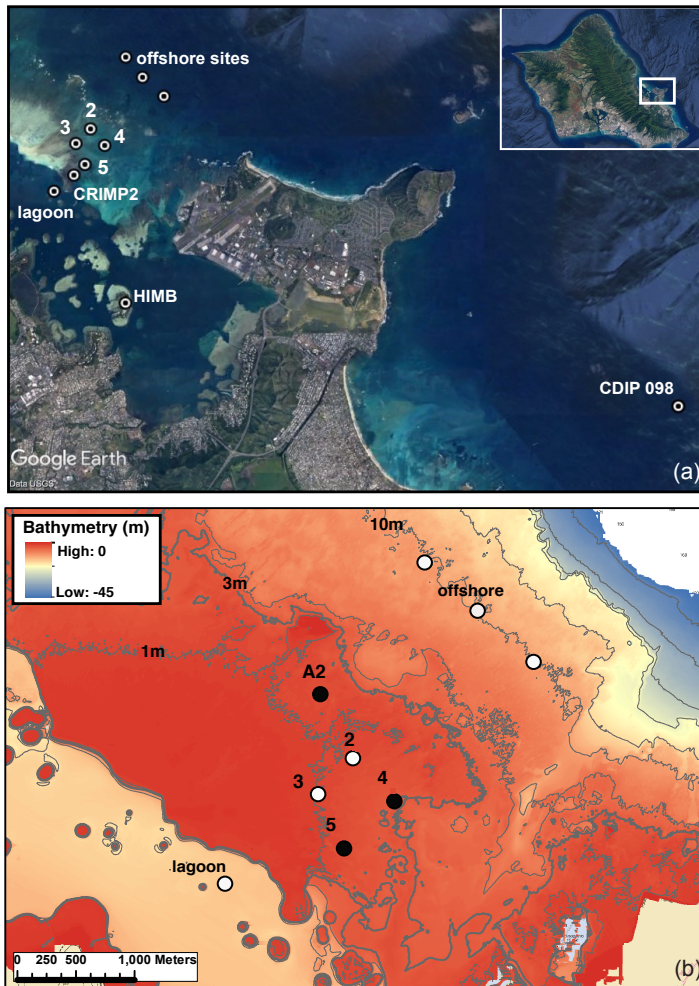 offshore sites
2
3
4
5
CRIMP2
lagoon
HIMB
CDIP 098
Google Earth
Data USGS
(a)
Bathymetry (m)
High: 0
Low: -45
10m
3m
offshore
1m
A2
2
3
4
5
lagoon
0 250 500 1,000 Meters
(b)